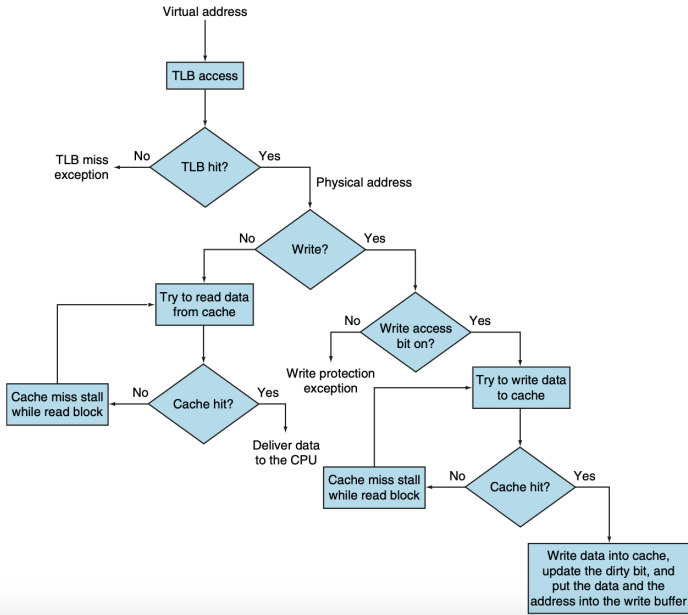 Virtual address
TLB access
TLB hit?
No
Yes
TLB miss
exception
Physical address
Write?
No
Yes
Try to read data
from cache
Write access
bit on?
No
Yes
Write protection
exception
Try to write data
to cache
Cache miss stall
while read block
No
Cache hit?
Yes
Deliver data
to the CPU
Cache miss stall
while read block
No
Cache hit?
Yes
Write data into cache,
update the dirty bit, and
put the data and the
address into the write buffer